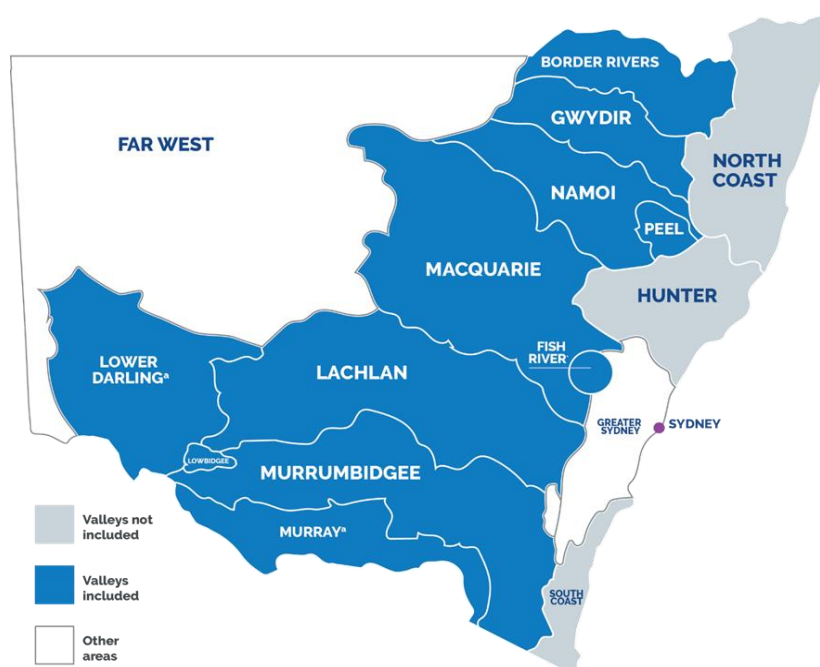 BORDER RIVERS
GWYDIR
FAR WEST
NORTH
COAST
NAMOI
PEEL
MACQUARIE
HUNTER
FISH
RIVER
LOWER
DARLINGᵃ
LACHLAN
GREATER
SYDNEY
SYDNEY
LOWBIDGEE
MURRUMBIDGEE
MURRAYᵃ
SOUTH
COAST
Valleys not
included
Valleys
included
Other
areas